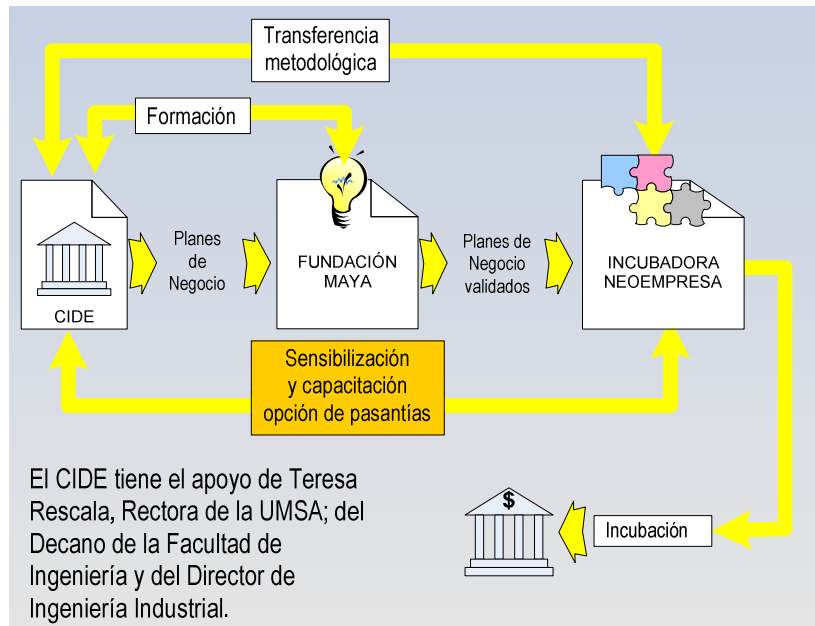 Transferencia
metodológica
Formación
Planes
de
Negocio
FUNDACIÓN
MAYA
Planes de
Negocio
validados
INCUBADORA
NEOEMPRESA
CIDE
Sensibilización
y capacitación
opción de pasantías
El CIDE tiene el apoyo de Teresa
Rescala, Rectora de la UMSA; del
Decano de la Facultad de
Ingeniería y del Director de
Ingeniería Industrial.
$
Incubación